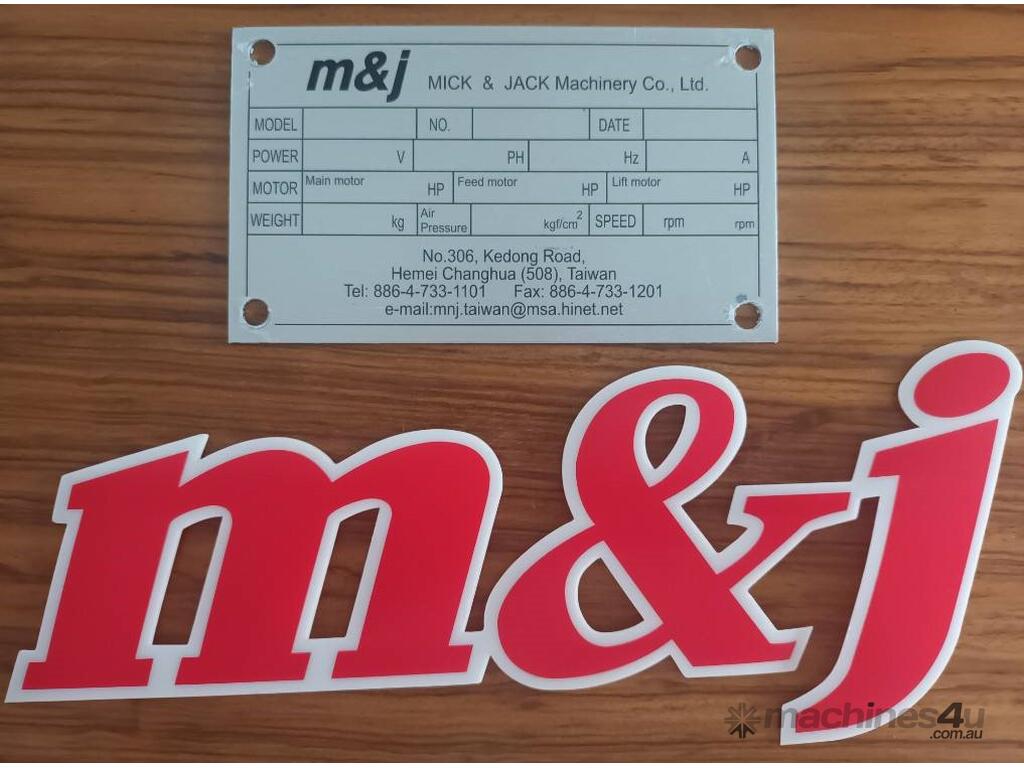 m&j MICK & JACK Machinery Co., Ltd.
MODEL NO. DATE
POWER V PH Hz A
MOTOR Main motor HP Feed motor HP Lift motor HP
WEIGHT kg Air Pressure kgf/cm² SPEED rpm rpm
No.306, Kedong Road,
Hemei Changhua (508), Taiwan
Tel: 886-4-733-1101 Fax: 886-4-733-1201
e-mail:mnj.taiwan@msa.hinet.net
m&j
machines4u
.com.au